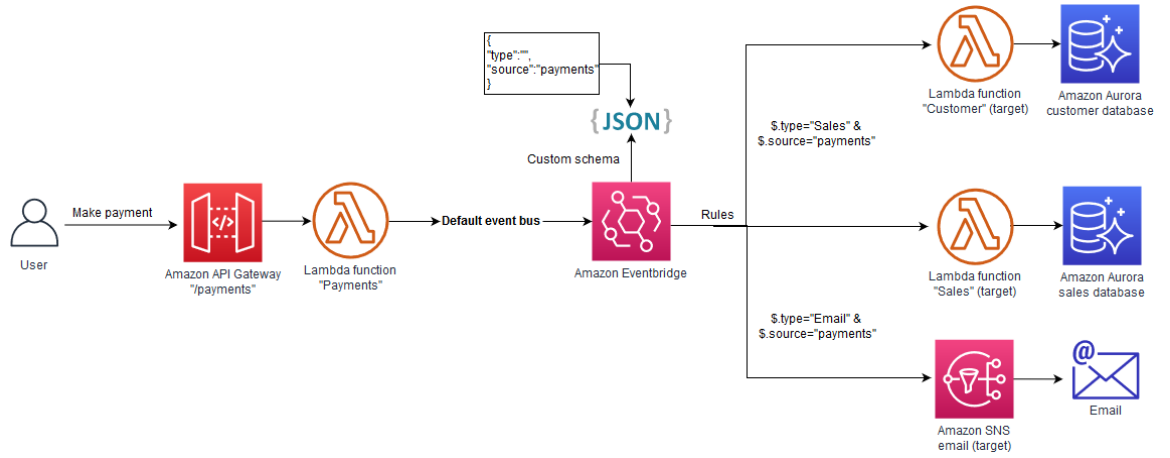 {
"type":"",
"source":"payments"
}
{JSON}
Custom schema
Make payment
User
Amazon API Gateway
"/payments"
Lambda function
"Payments"
Default event bus
Amazon Eventbridge
Rules
$.type="Sales" &
$.source="payments"
$.type="Email" &
$.source="payments"
Lambda function
"Customer" (target)
Amazon Aurora
customer database
Lambda function
"Sales" (target)
Amazon Aurora
sales database
Amazon SNS
email (target)
@
Email